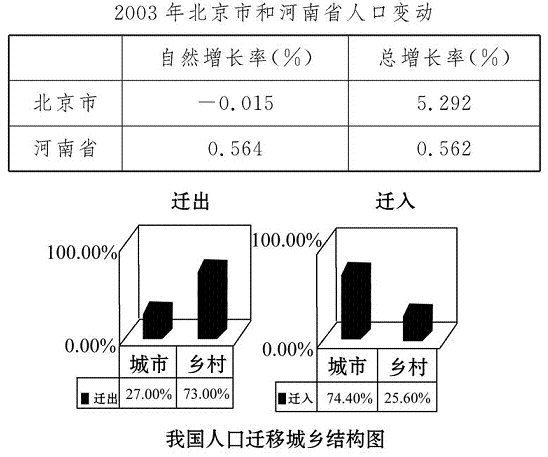 2003年北京市和河南省人口变动
自然增长率(%) 总增长率(%)
北京市 -0.015 5.292
河南省 0.564 0.562
迁出 迁入
100.00% 100.00%
0.00% 0.00%
城市 乡村 城市 乡村
迁出 27.00% 73.00% 迁入 74.40% 25.60%
我国人口迁移城乡结构图